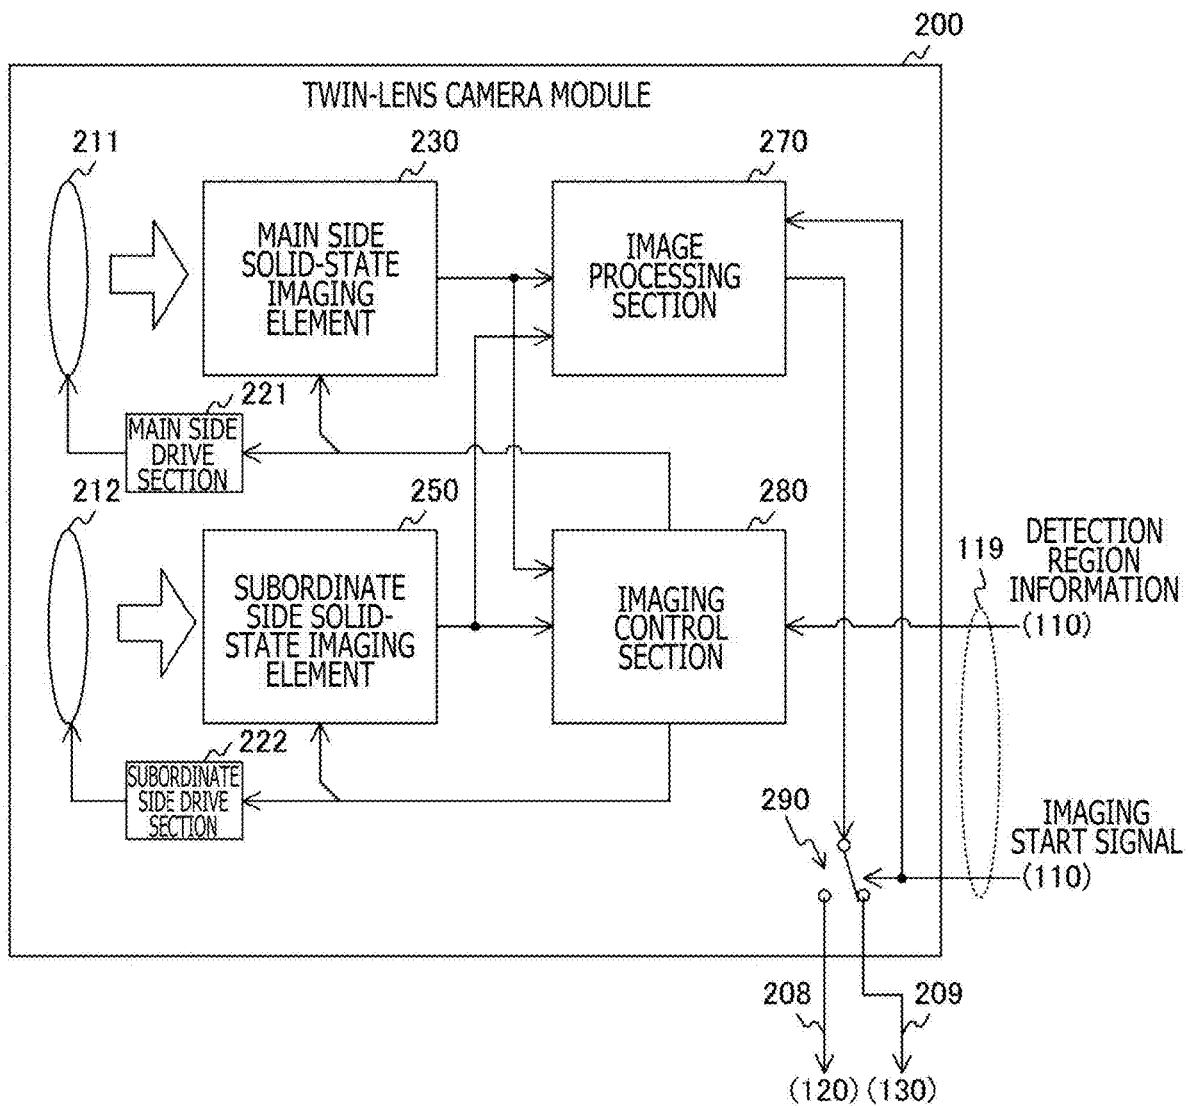 200
TWIN-LENS CAMERA MODULE
211
230
270
MAIN SIDE
SOLID-STATE
IMAGING
ELEMENT
IMAGE
PROCESSING
SECTION
221
MAIN SIDE
DRIVE
SECTION
212
250
280
SUBORDINATE
SIDE SOLID-
STATE IMAGING
ELEMENT
IMAGING
CONTROL
SECTION
119
DETECTION
REGION
INFORMATION
(110)
222
SUBORDINATE
SIDE DRIVE
SECTION
290
IMAGING
START SIGNAL
(110)
208
209
(120)
(130)